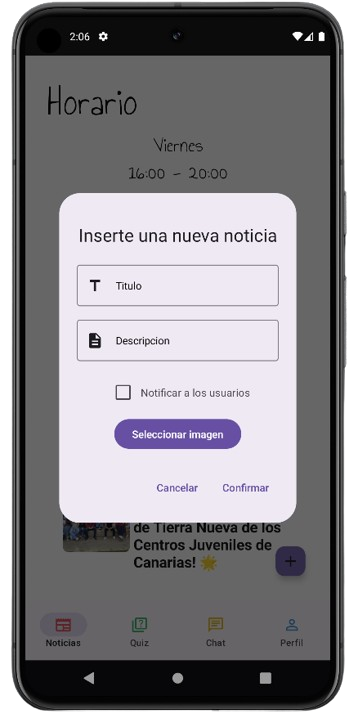 2:06
Horario
Viernes
16:00 - 20:00
Inserte una nueva noticia
Titulo
Descripcion
Notificar a los usuarios
Seleccionar imagen
Cancelar
Confirmar
de Tierra Nueva de los
Centros Juveniles de
Canarias! 🌟
+
Noticias
Quiz
Chat
Perfil